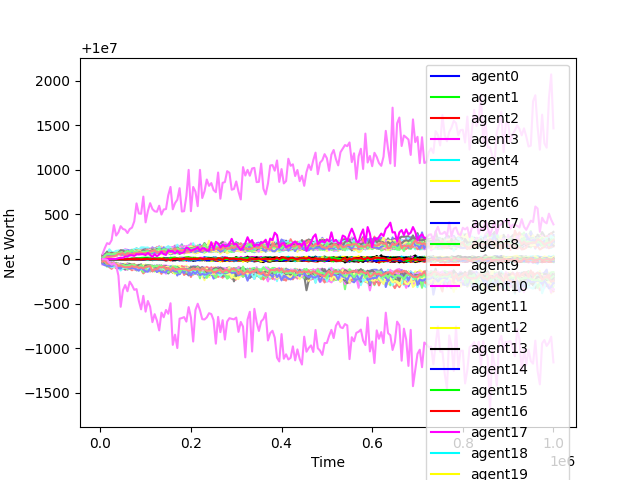 +1e7
2000
1500
1000
500
0
−500
−1000
−1500
Net Worth
0.0
0.2
0.4
0.6
0.8
1.0
1e6
Time
agent0
agent1
agent2
agent3
agent4
agent5
agent6
agent7
agent8
agent9
agent10
agent11
agent12
agent13
agent14
agent15
agent16
agent17
agent18
agent19